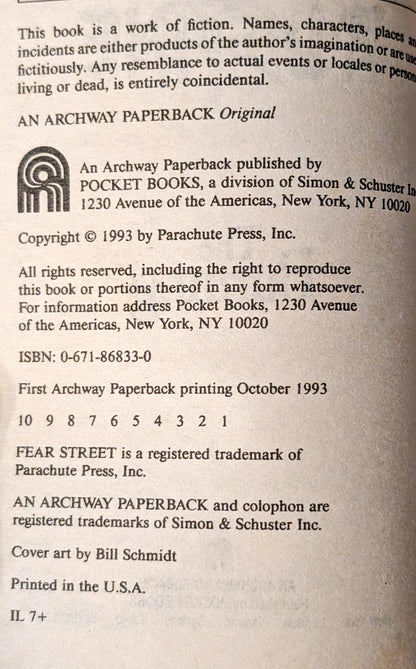 This book is a work of fiction. Names, characters, places
incidents are either products of the author's imagination or are
fictitiously. Any resemblance to actual events or locales or
living or dead, is entirely coincidental.
AN ARCHWAY PAPERBACK Original
An Archway Paperback published by
POCKET BOOKS, a division of Simon & Schuster
1230 Avenue of the Americas, New York, NY 10020
Copyright © 1993 by Parachute Press, Inc.
All rights reserved, including the right to reproduce
this book or portions thereof in any form whatsoever.
For information address Pocket Books, 1230 Avenue
of the Americas, New York, NY 10020
ISBN: 0-671-86833-0
First Archway Paperback printing October 1993
10 9 8 7 6 5 4 3 2 1
FEAR STREET is a registered trademark of
Parachute Press, Inc.
AN ARCHWAY PAPERBACK and colophon are
registered trademarks of Simon & Schuster Inc.
Cover art by Bill Schmidt
Printed in the U.S.A.
IL 7+